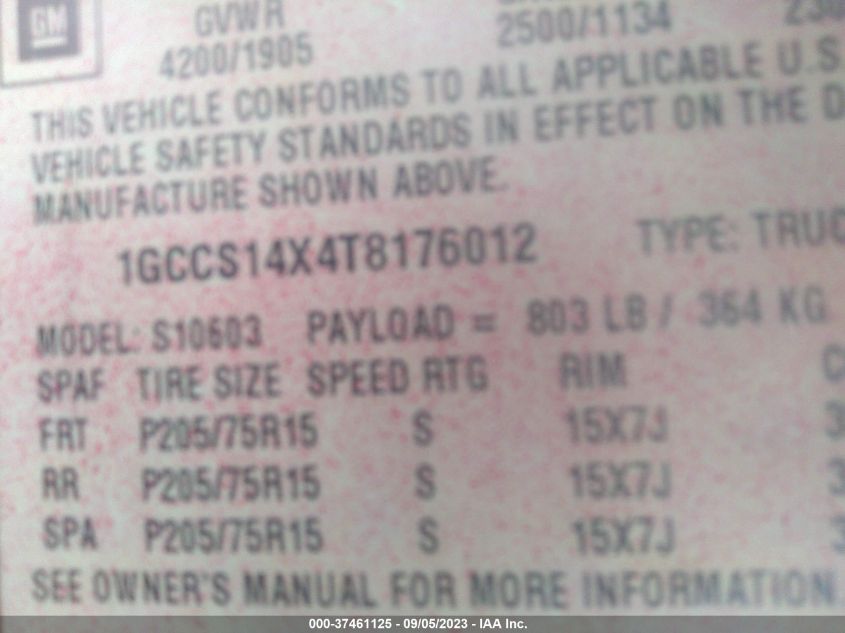 GM
GVWR
4200/1905 2500/1134
THIS VEHICLE CONFORMS TO ALL APPLICABLE U.S.
VEHICLE SAFETY STANDARDS IN EFFECT ON THE D
MANUFACTURE SHOWN ABOVE.
1GCCS14X4T8176012 TYPE: TRUC
MODEL: S10603 PAYLOAD = 803 LB / 364 KG
SPAF TIRE SIZE SPEED RTG RIM C
FRT P205/75R15 S 15X7J 3
RR P205/75R15 S 15X7J 3
SPA P205/75R15 S 15X7J 3
SEE OWNER'S MANUAL FOR MORE INFORMATION
000-37461125 - 09/05/2023 - IAA Inc.